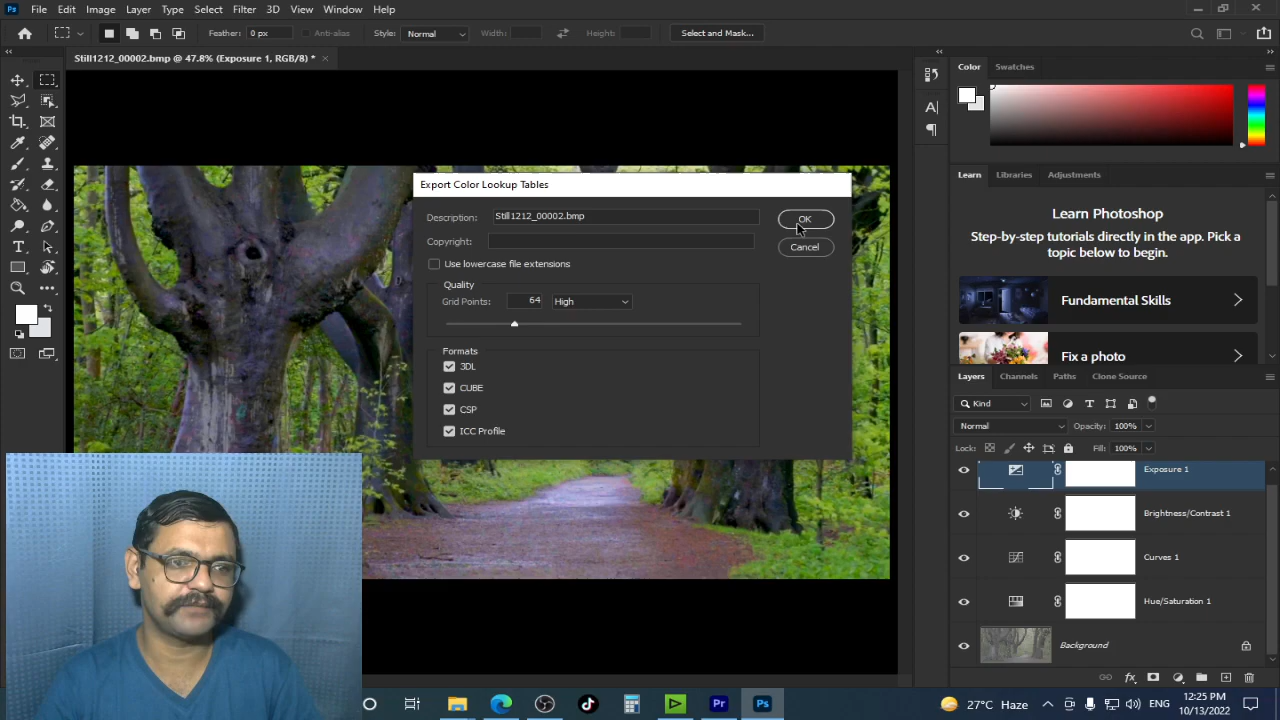 File Edit Image Layer Type Select Filter 3D View Window Help
Feather: 0 px Anti-alias Style: Normal Width: Height: Select and Mask...
Still1212_00002.bmp @ 47.8% (Exposure 1, RGB/8) * ×
Export Color Lookup Tables
Description: Still1212_00002.bmp OK
Copyright: Cancel
Use lowercase file extensions
Quality
Grid Points: 64 High
Formats
3DL
CUBE
CSP
ICC Profile
Color Swatches
Learn Libraries Adjustments
Learn Photoshop
Step-by-step tutorials directly in the app. Pick a
topic below to begin.
Fundamental Skills
Fix a photo
Layers Channels Paths Clone Source
Kind
Normal Opacity: 100%
Lock: Fill: 100%
Exposure 1
Brightness/Contrast 1
Curves 1
Hue/Saturation 1
Background
Pr Ps 27°C Haze ENG 12:25 PM
10/13/2022